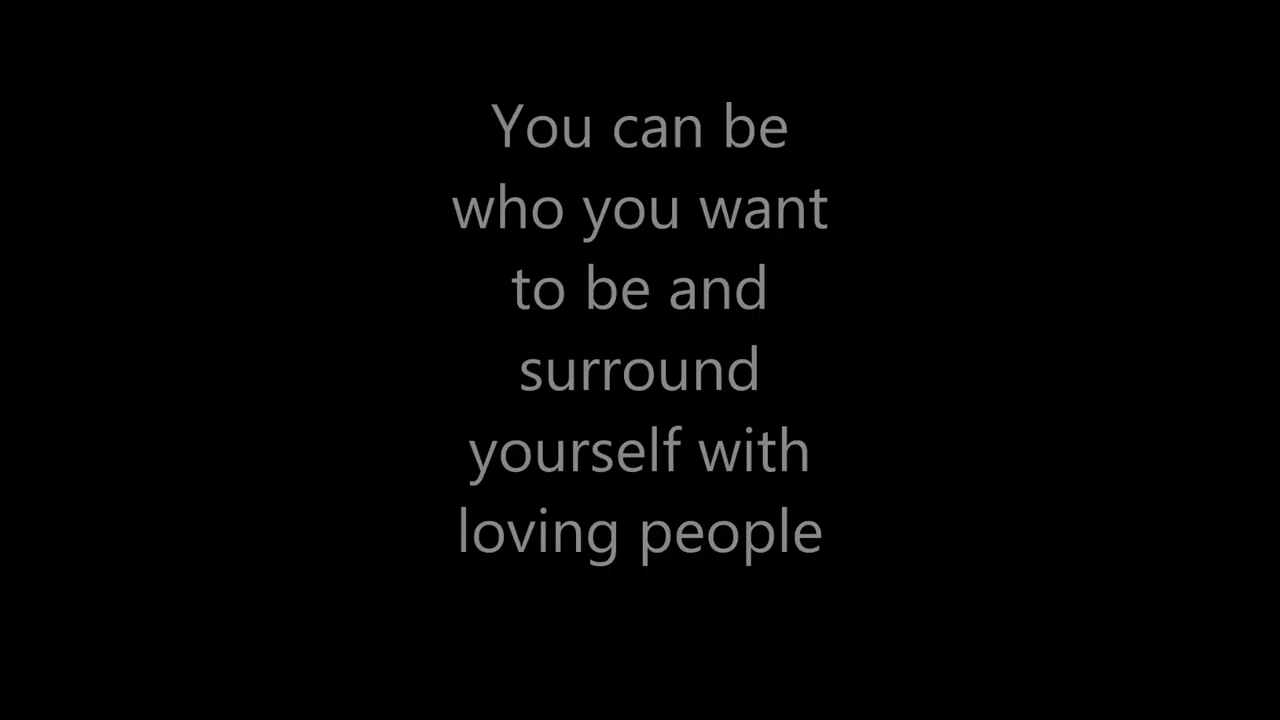 You can be
who you want
to be and
surround
yourself with
loving people